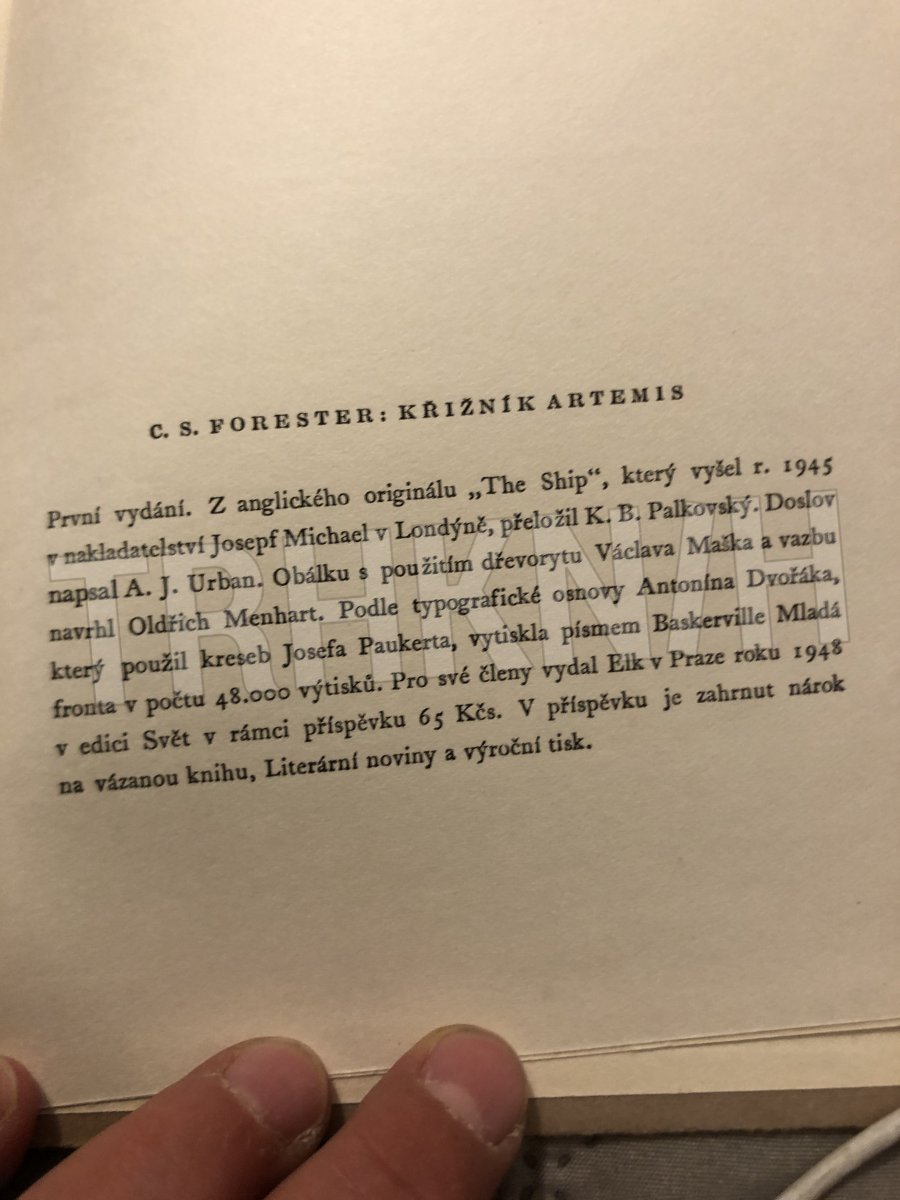 C. S. FORESTER: KŘIŽNÍK ARTEMIS
První vydání. Z anglického originálu „The Ship“, který vyšel r. 1945
v nakladatelství Josepf Michael v Londýně, přeložil K. B. Palkovský. Doslov
napsal A. J. Urban. Obálku s použitím dřevorytu Václava Maška a vazbu
navrhl Oldřich Menhart. Podle typografické osnovy Antonína Dvořáka,
který použil kreseb Josefa Paukerta, vytiskla písmem Baskerville Mladá
fronta v počtu 48.000 výtisků. Pro své členy vydal Elk v Praze roku 1948
v edici Svět v rámci příspěvku 65 Kčs. V příspěvku je zahrnut nárok
na vázanou knihu, Literární noviny a výroční tisk.